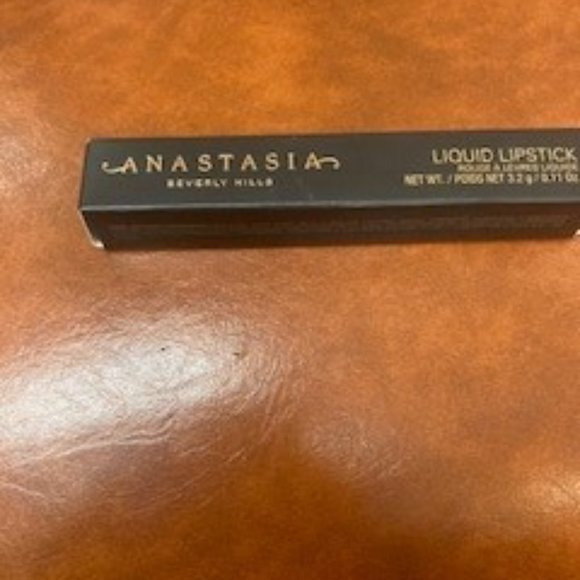 ANASTASIA
BEVERLY HILLS
LIQUID LIPSTICK
ROUGE À LÈVRES LIQUIDE
NET WT. / POIDS NET 3.2 g / 0.11 Oz.